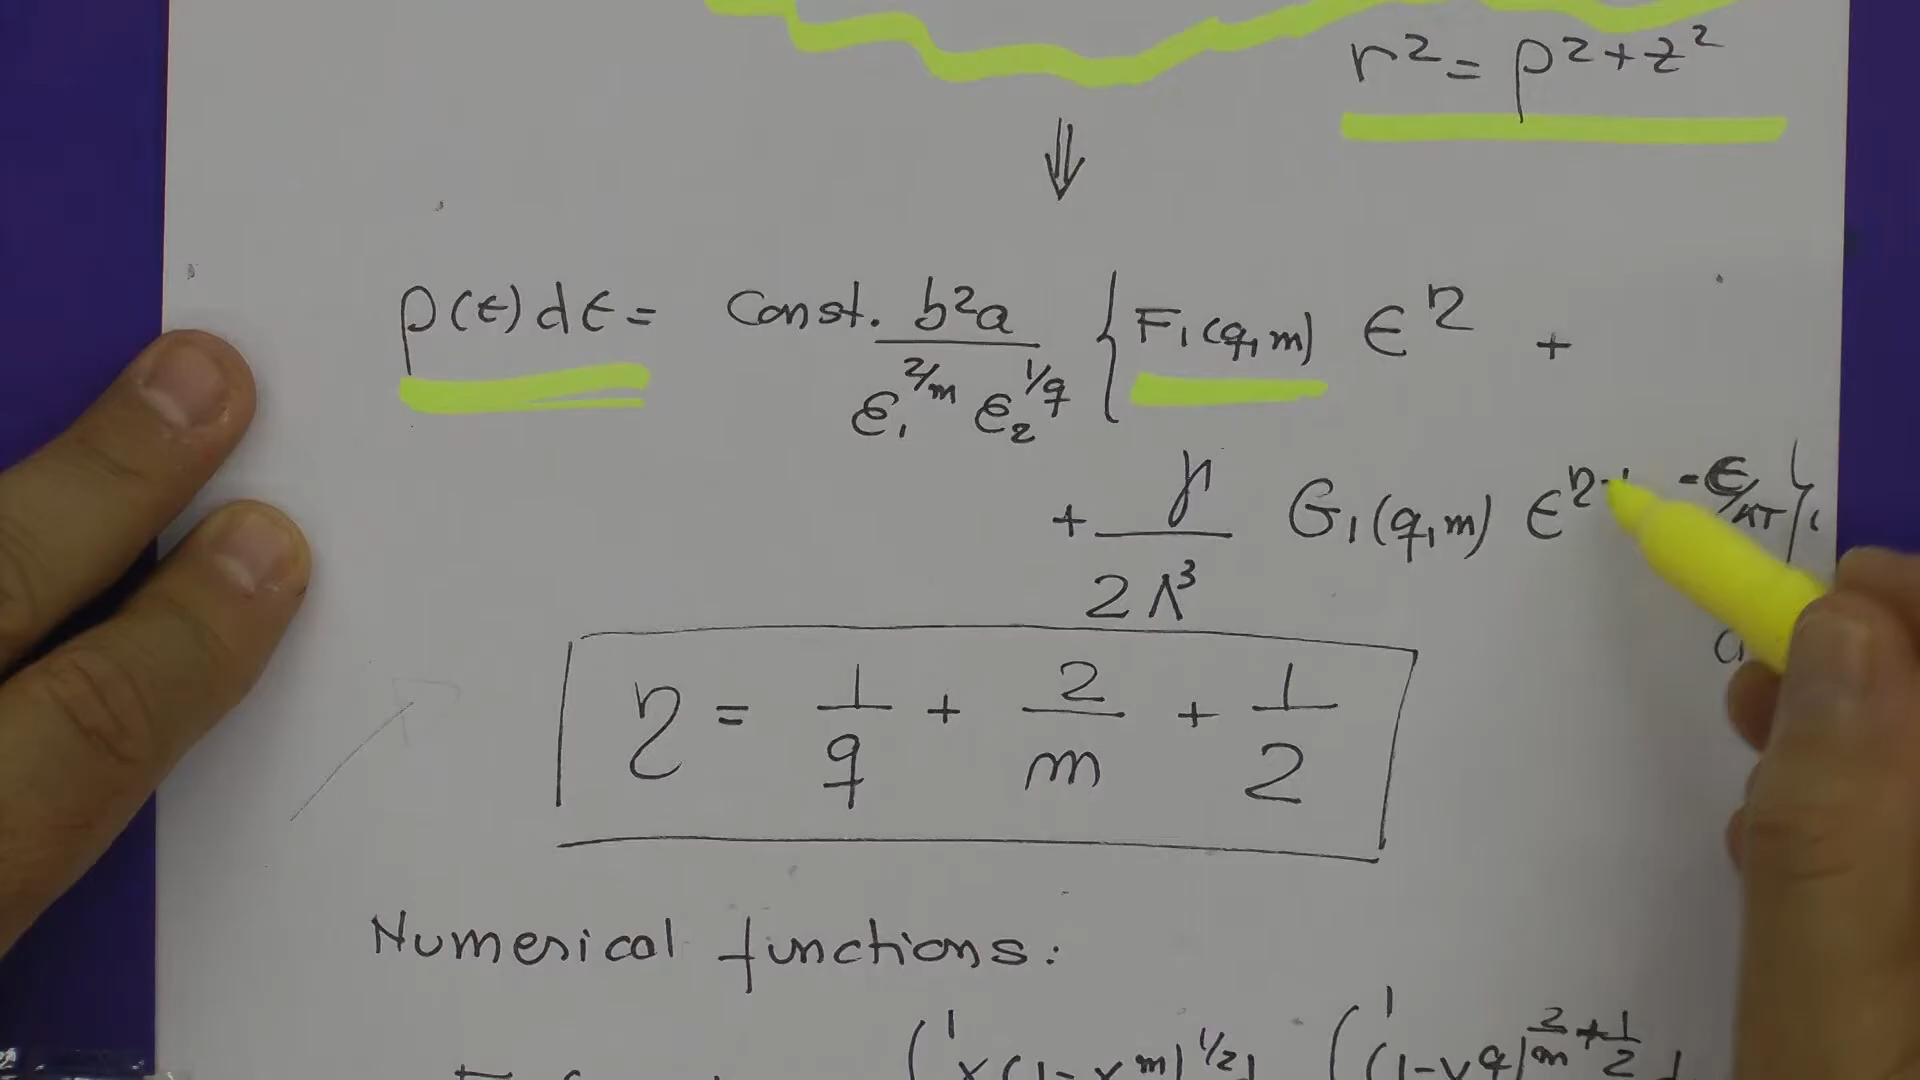 r² = ρ² + z²
⇓
ρ(ϵ)dϵ = Const. b²a / ϵ₁^(2/m) ϵ₂^(1/q) { F₁(q,m) ϵ^η +
+ γ / 2Λ³ G₁(q,m) ϵ^η -ϵ/kT }
η = 1/q + 2/m + 1/2
Numerical functions: